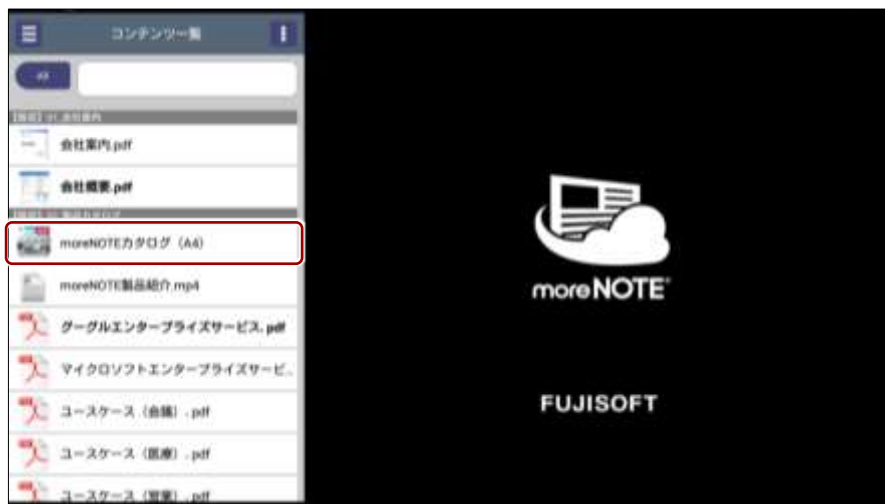 コンテンツ一覧
会社案内.pdf
会社概要.pdf
moreNOTEカタログ（A4）
moreNOTE製品紹介.mp4
グーグルエンタープライズサービス.pdf
マイクロソフトエンタープライズサービ..
ユースケース（会議）.pdf
ユースケース（医療）.pdf
ユースケース（営業）.pdf
moreNOTE
FUJISOFT